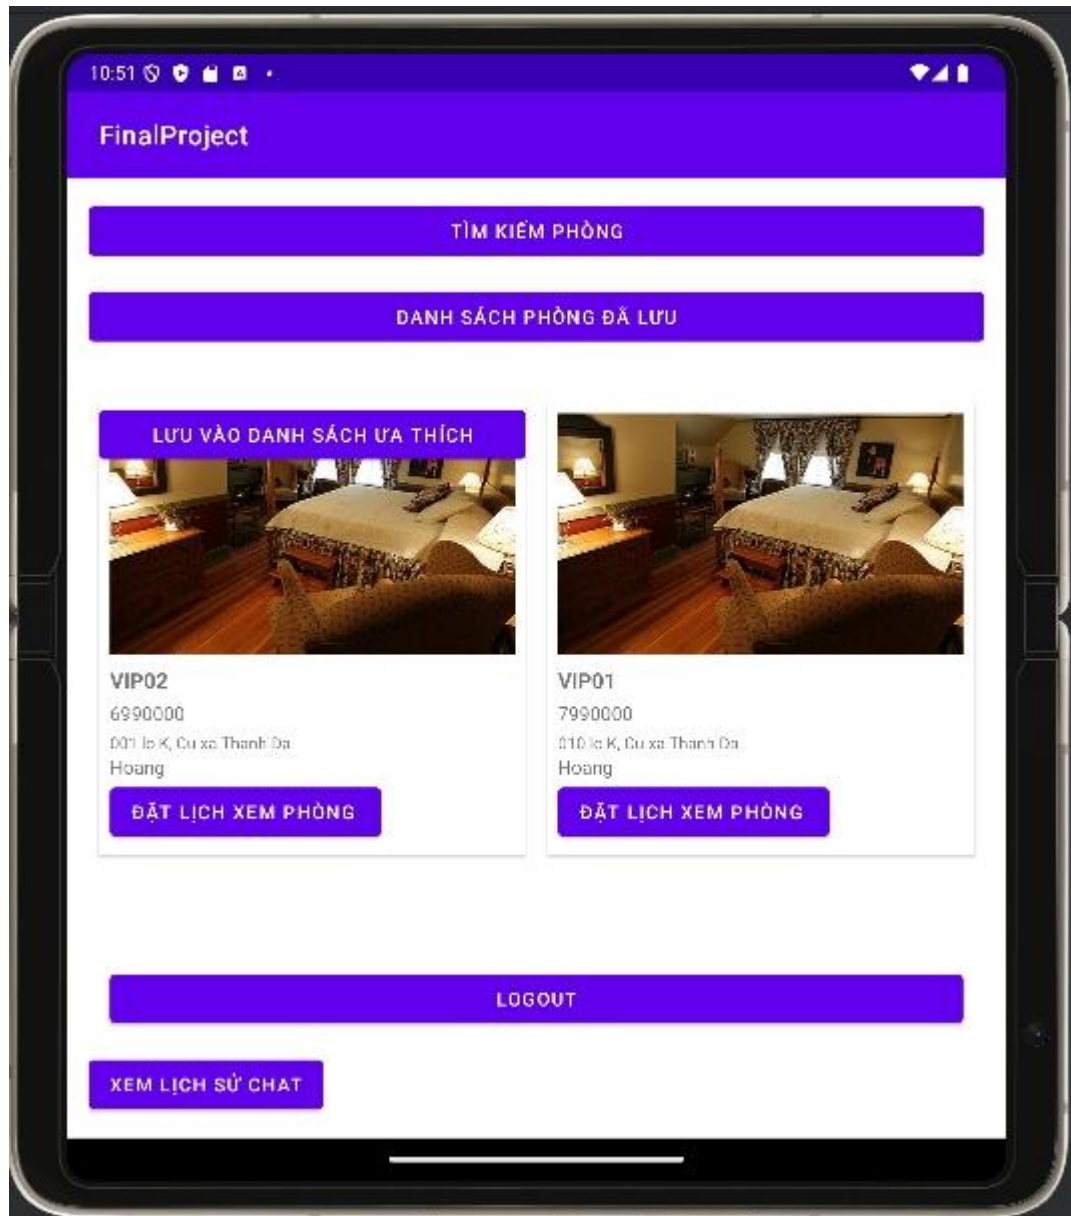 10:51
FinalProject
TÌM KIẾM PHÒNG
DANH SÁCH PHÒNG ĐÃ LƯU
LƯU VÀO DANH SÁCH ƯA THÍCH
VIP02
6990000
001 lo K, Cu xa Thanh Da
Hoang
ĐẶT LỊCH XEM PHÒNG
VIP01
7990000
010 lo K, Cu xa Thanh Da
Hoang
ĐẶT LỊCH XEM PHÒNG
LOGOUT
XEM LỊCH SỬ CHAT